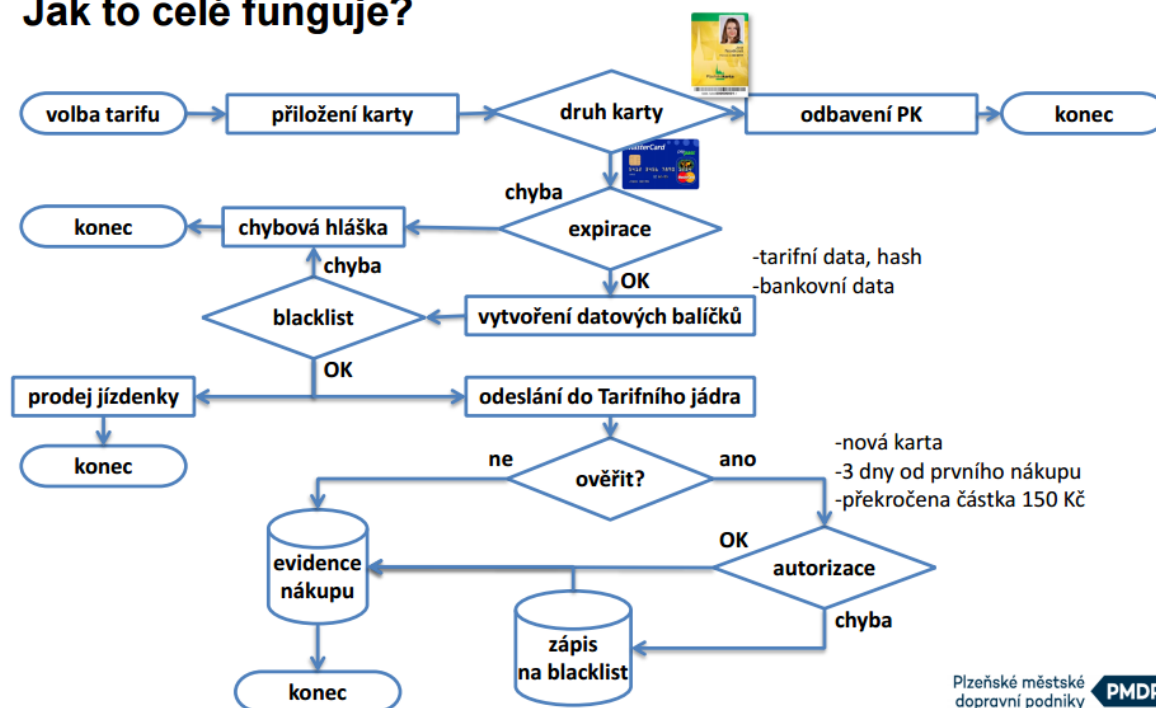 Jak to celé funguje?
volba tarifu
přiložení karty
druh karty
odbavení PK
konec
MasterCard
chyba
konec
chybová hláška
expirace
-tarifní data, hash
-bankovní data
chyba
OK
blacklist
vytvoření datových balíčků
OK
prodej jízdenky
odeslání do Tarifního jádra
konec
ne
ověřit?
ano
-nová karta
-3 dny od prvního nákupu
-překročena částka 150 Kč
OK
evidence
nákupu
autorizace
chyba
zápis
na blacklist
konec
Plzeňské městské
dopravní podniky
PMDP